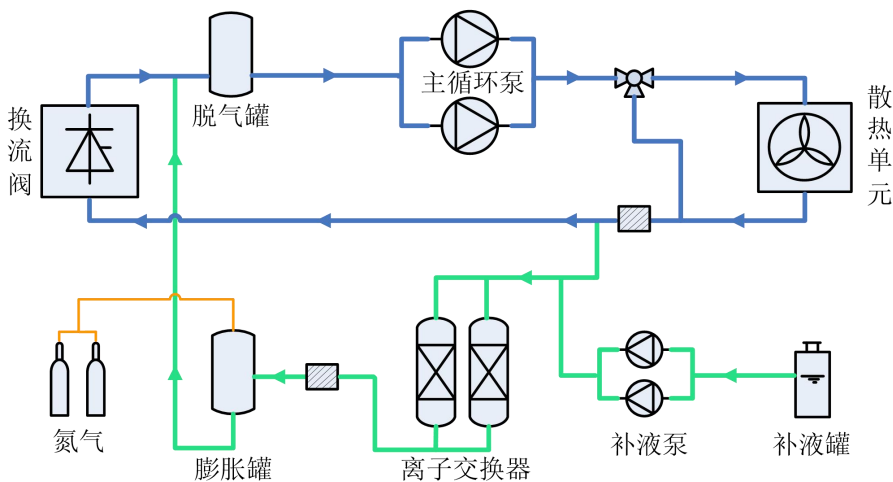 主循环泵
脱气罐
换流阀
散热单元
氮气
膨胀罐
离子交换器
补液泵
补液罐